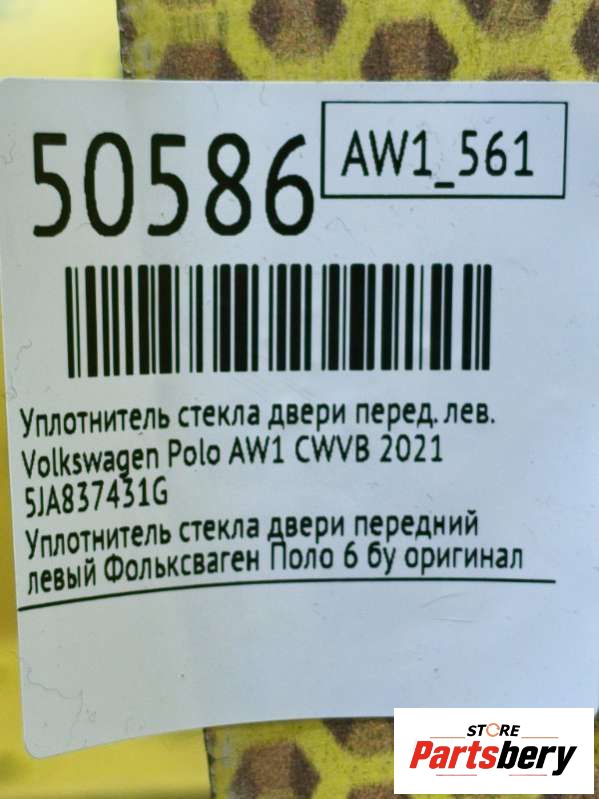 50586
AW1_561
Уплотнитель стекла двери перед. лев.
Volkswagen Polo AW1 CWVB 2021
5JA837431G
Уплотнитель стекла двери передний
левый Фольксваген Поло 6 бу оригинал
STORE
Partsbery